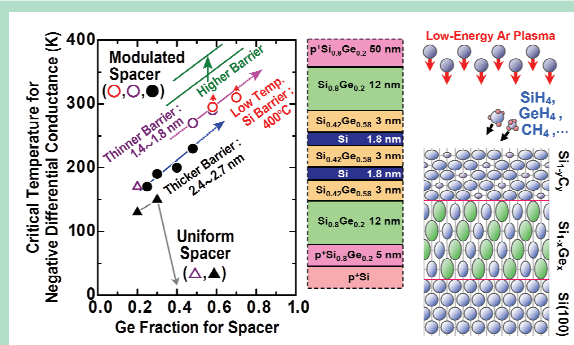 Critical Temperature for
Negative Differential Conductance (K)
400
300
200
100
0
0.0 0.2 0.4 0.6 0.8 1.0
Ge Fraction for Spacer
Modulated
Spacer
(○,○,●)
Higher Barrier
Thinner Barrier :
1.4~1.8 nm
Low Temp.
Si Barrier :
400°C
Thicker Barrier :
2.4~2.7 nm
Uniform
Spacer
(△,▲)
p⁺Si₀.₈Ge₀.₂ 50 nm
Si₀.₈Ge₀.₂ 12 nm
Si₀.₄₂Ge₀.₅₈ 3 nm
Si 1.8 nm
Si₀.₄₂Ge₀.₅₈ 3 nm
Si 1.8 nm
Si₀.₄₂Ge₀.₅₈ 3 nm
Si₀.₈Ge₀.₂ 12 nm
p⁺Si₀.₈Ge₀.₂ 5 nm
p⁺Si
Low-Energy Ar Plasma
SiH₄,
GeH₄,
CH₄,...
Si₁₋yCy
Si₁₋xGex
Si(100)